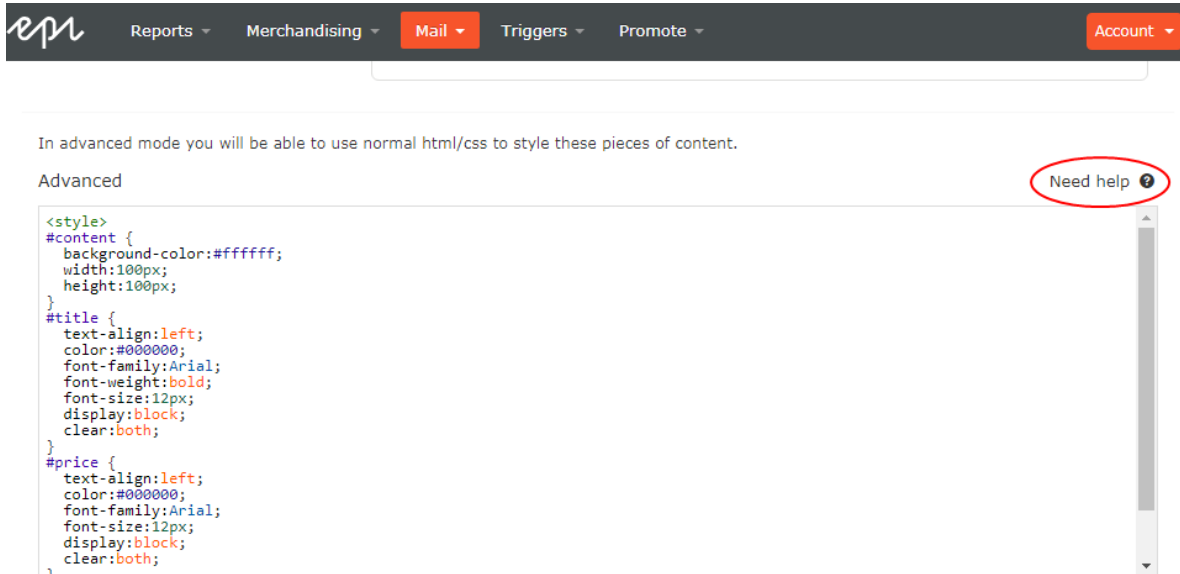 epi Reports Merchandising Mail Triggers Promote Account
In advanced mode you will be able to use normal html/css to style these pieces of content.
Advanced Need help ?
<style>
#content {
  background-color:#ffffff;
  width:100px;
  height:100px;
}
#title {
  text-align:left;
  color:#000000;
  font-family:Arial;
  font-weight:bold;
  font-size:12px;
  display:block;
  clear:both;
}
#price {
  text-align:left;
  color:#000000;
  font-family:Arial;
  font-size:12px;
  display:block;
  clear:both;
}